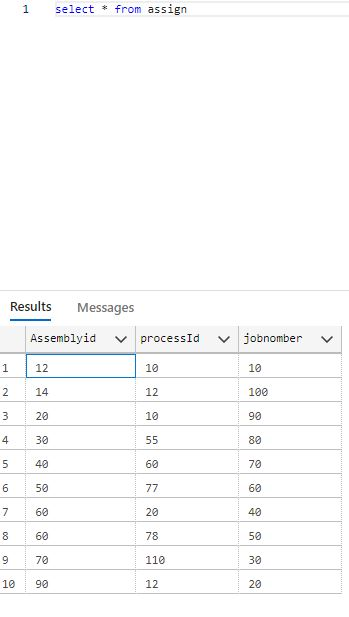 1 select * from assign
Results Messages
Assemblyid processId jobnomber
1 12 10 10
2 14 12 100
3 20 10 90
4 30 55 80
5 40 60 70
6 50 77 60
7 60 20 40
8 60 78 50
9 70 110 30
10 90 12 20